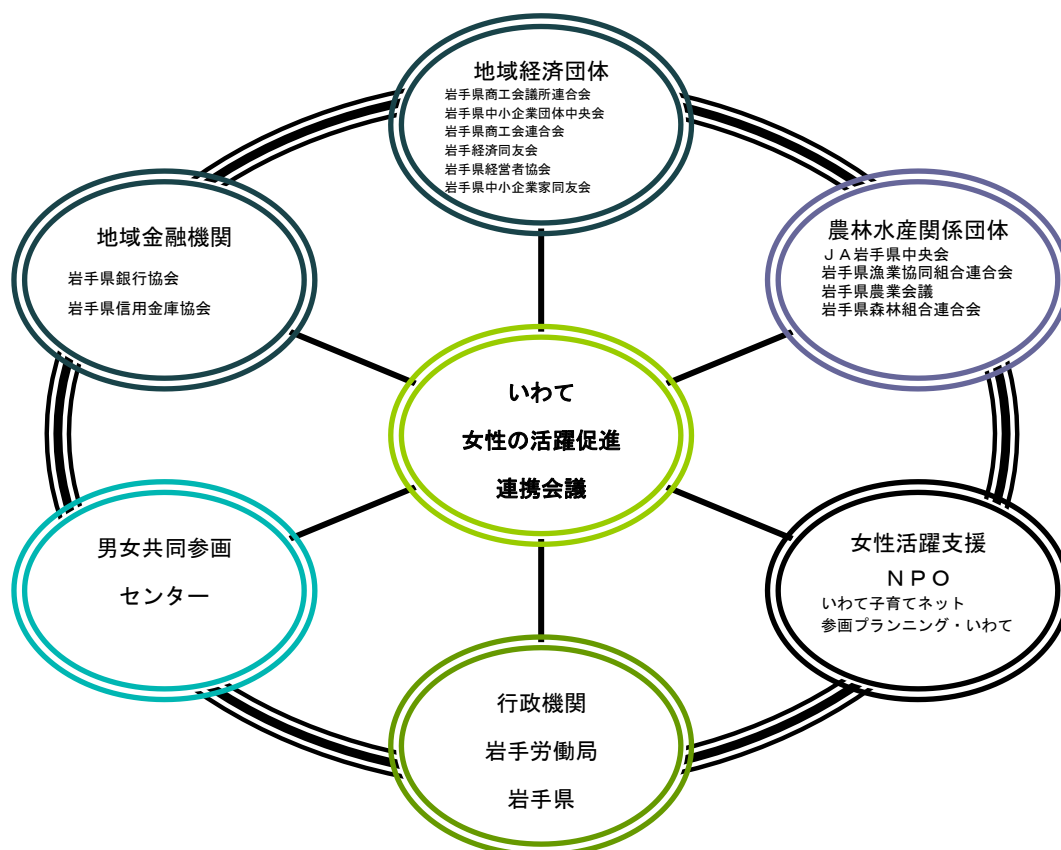 地域経済団体
岩手県商工会議所連合会
岩手県中小企業団体中央会
岩手県商工会連合会
岩手経済同友会
岩手県経営者協会
岩手県中小企業家同友会
地域金融機関
岩手県銀行協会
岩手県信用金庫協会
農林水産関係団体
ＪＡ岩手県中央会
岩手県漁業協同組合連合会
岩手県農業会議
岩手県森林組合連合会
いわて
女性の活躍促進
連携会議
男女共同参画
センター
女性活躍支援
ＮＰＯ
いわて子育てネット
参画プランニング・いわて
行政機関
岩手労働局
岩手県